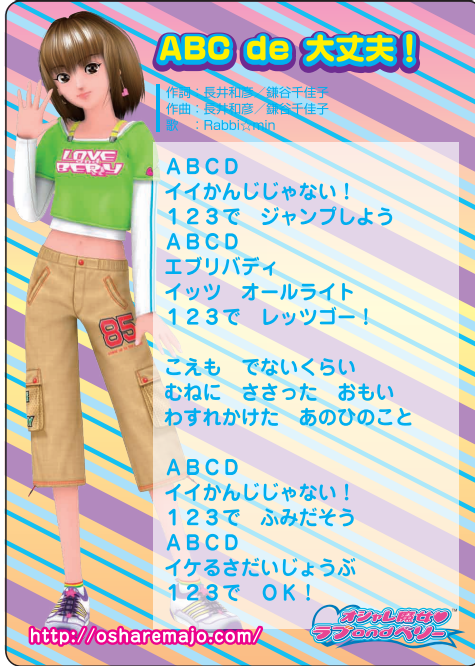 ABC de 大丈夫！
作詞：長井和彦／鎌谷千佳子
作曲：長井和彦／鎌谷千佳子
歌　：Rabbi☆min
ＡＢＣＤ
イイかんじじゃない！
１２３で　ジャンプしよう
ＡＢＣＤ
エブリバディ
イッツ　オールライト
１２３で　レッツゴー！
こえも　でないくらい
むねに　ささった　おもい
わすれかけた　あのひのこと
ＡＢＣＤ
イイかんじじゃない！
１２３で　ふみだそう
ＡＢＣＤ
イケるさだいじょうぶ
１２３で　ＯＫ！
LOVE
BERRY
85
オシャレ魔女♥
ラブandベリー™
http://osharemajo.com/